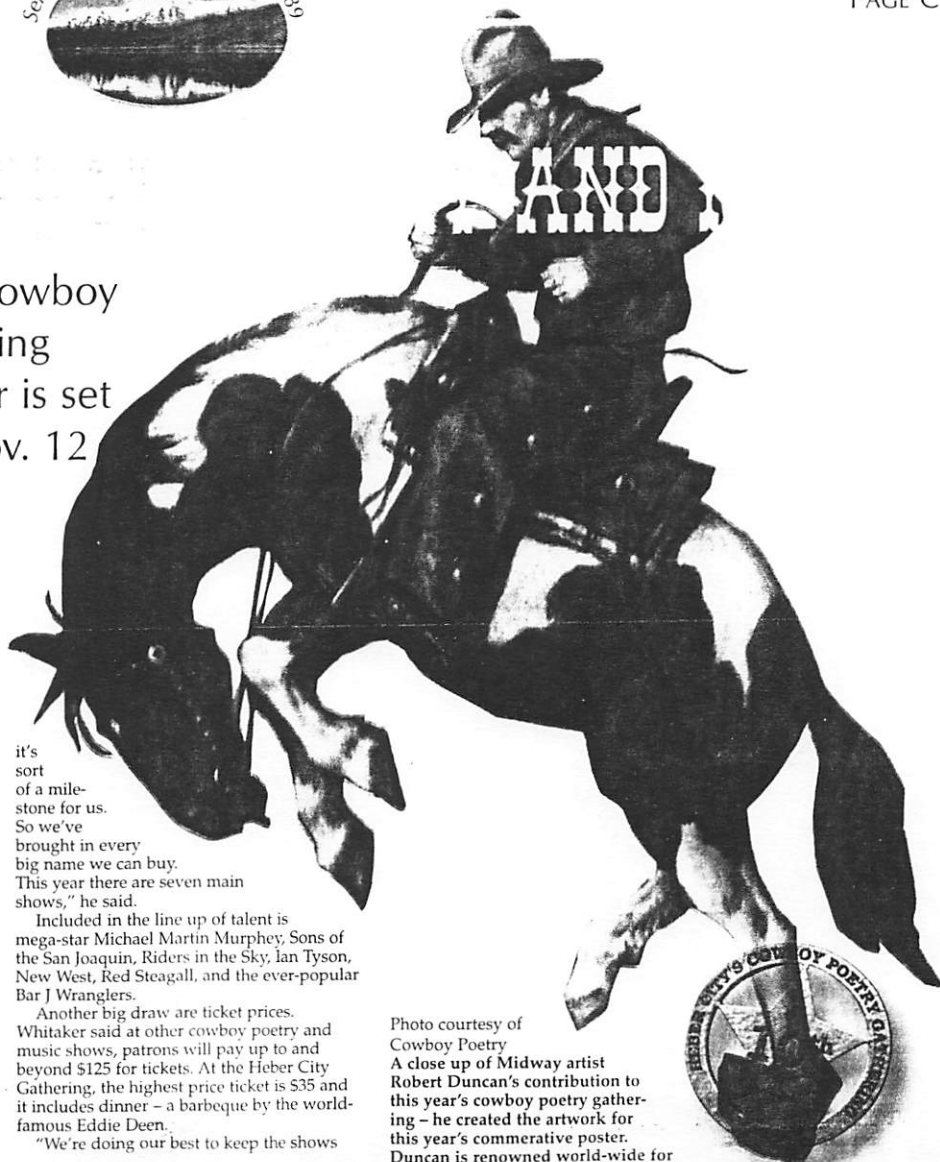 89
PAGE C
AND
owboy
ing
r is set
ov. 12
it's
sort
of a mile-
stone for us.
So we've
brought in every
big name we can buy.
This year there are seven main
shows," he said.
Included in the line up of talent is
mega-star Michael Martin Murphey, Sons of
the San Joaquin, Riders in the Sky, Ian Tyson,
New West, Red Steagall, and the ever-popular
Bar J Wranglers.
Another big draw are ticket prices.
Whitaker said at other cowboy poetry and
music shows, patrons will pay up to and
beyond $125 for tickets. At the Heber City
Gathering, the highest price ticket is $35 and
it includes dinner – a barbeque by the world-
famous Eddie Deen.
"We're doing our best to keep the shows
Photo courtesy of
Cowboy Poetry
A close up of Midway artist
Robert Duncan's contribution to
this year's cowboy poetry gather-
ing – he created the artwork for
this year's commerative poster.
Duncan is renowned world-wide for
HEBER CITY'S COWBOY POETRY GATHERING